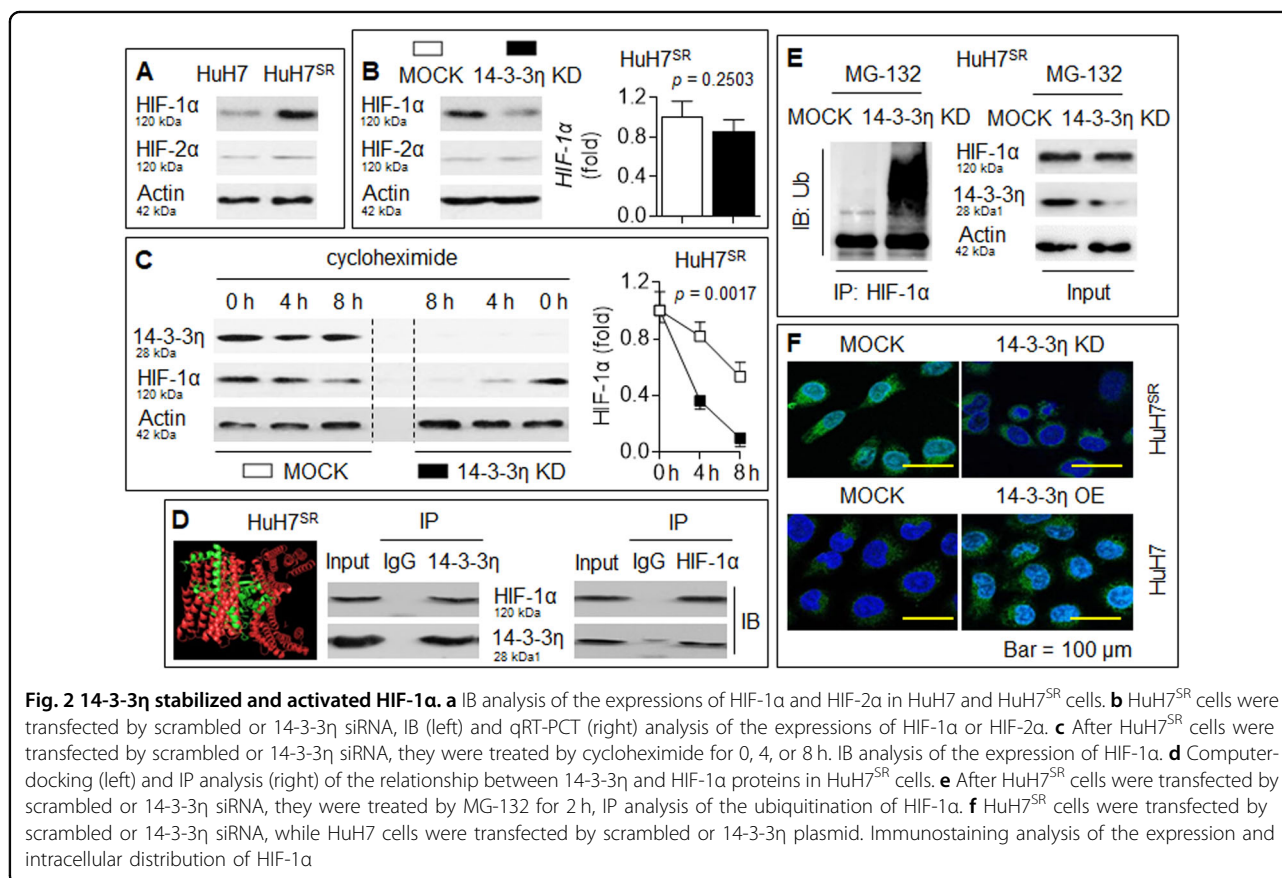 A
HuH7 HuH7SR
HIF-1α
120 kDa
HIF-2α
120 kDa
Actin
42 kDa
B
MOCK 14-3-3η KD
HIF-1α
120 kDa
HIF-2α
120 kDa
Actin
42 kDa
HuH7SR
p = 0.2503
HIF-1α
(fold)
1.2
0.8
0.4
0.0
C
cycloheximide
0 h 4 h 8 h 8 h 4 h 0 h
14-3-3η
28 kDa
HIF-1α
120 kDa
Actin
42 kDa
MOCK 14-3-3η KD
HuH7SR
p = 0.0017
HIF-1α (fold)
1.2
0.8
0.4
0.0
0 h 4 h 8 h
D
HuH7SR
IP
Input IgG 14-3-3η
HIF-1α
120 kDa
14-3-3η
28 kDa1
IP
Input IgG HIF-1α
IB
E
HuH7SR
MG-132
MOCK 14-3-3η KD
IB: Ub
IP: HIF-1α
MG-132
MOCK 14-3-3η KD
HIF-1α
120 kDa
14-3-3η
28 kDa1
Actin
42 kDa
Input
F
MOCK 14-3-3η KD
HuH7SR
MOCK 14-3-3η OE
HuH7
Bar = 100 μm
Fig. 2 14-3-3η stabilized and activated HIF-1α. a IB analysis of the expressions of HIF-1α and HIF-2α in HuH7 and HuH7SR cells. b HuH7SR cells were
transfected by scrambled or 14-3-3η siRNA, IB (left) and qRT-PCT (right) analysis of the expressions of HIF-1α or HIF-2α. c After HuH7SR cells were
transfected by scrambled or 14-3-3η siRNA, they were treated by cycloheximide for 0, 4, or 8 h. IB analysis of the expression of HIF-1α. d Computer-
docking (left) and IP analysis (right) of the relationship between 14-3-3η and HIF-1α proteins in HuH7SR cells. e After HuH7SR cells were transfected by
scrambled or 14-3-3η siRNA, they were treated by MG-132 for 2 h, IP analysis of the ubiquitination of HIF-1α. f HuH7SR cells were transfected by
scrambled or 14-3-3η siRNA, while HuH7 cells were transfected by scrambled or 14-3-3η plasmid. Immunostaining analysis of the expression and
intracellular distribution of HIF-1α